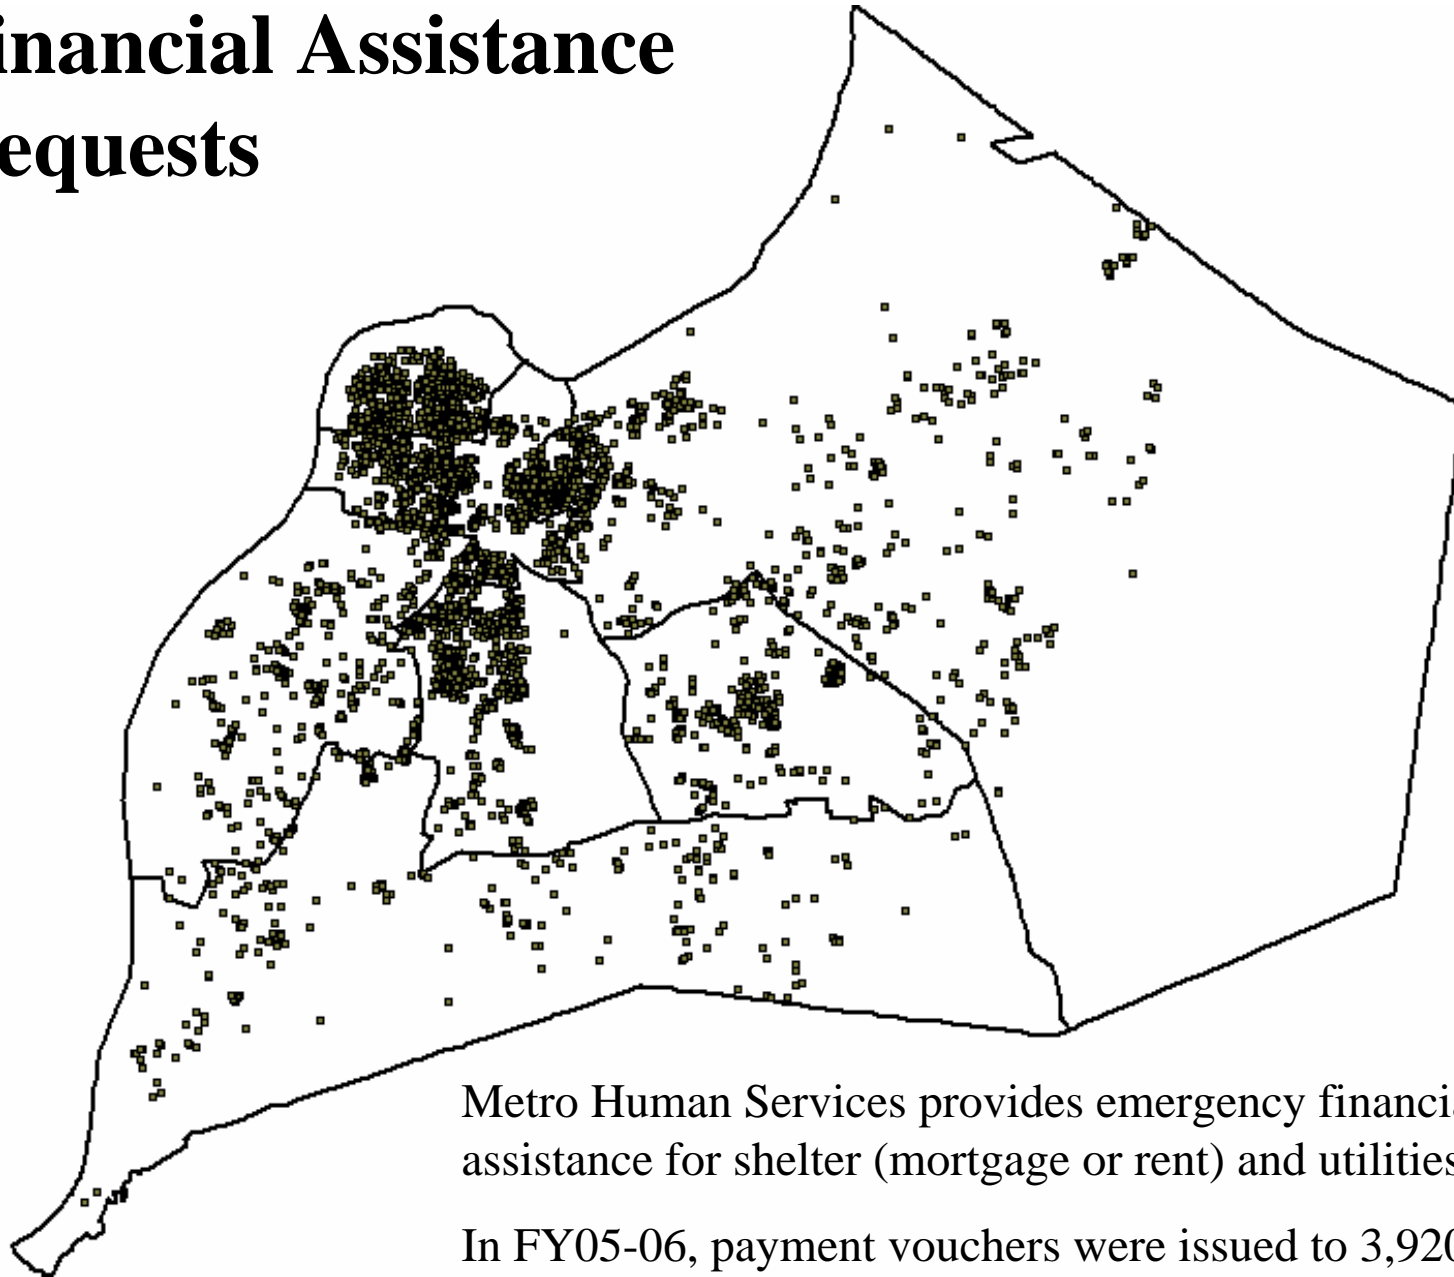 inancial Assistance
equests
Metro Human Services provides emergency financi
assistance for shelter (mortgage or rent) and utilities
In FY05-06, payment vouchers were issued to 3,920